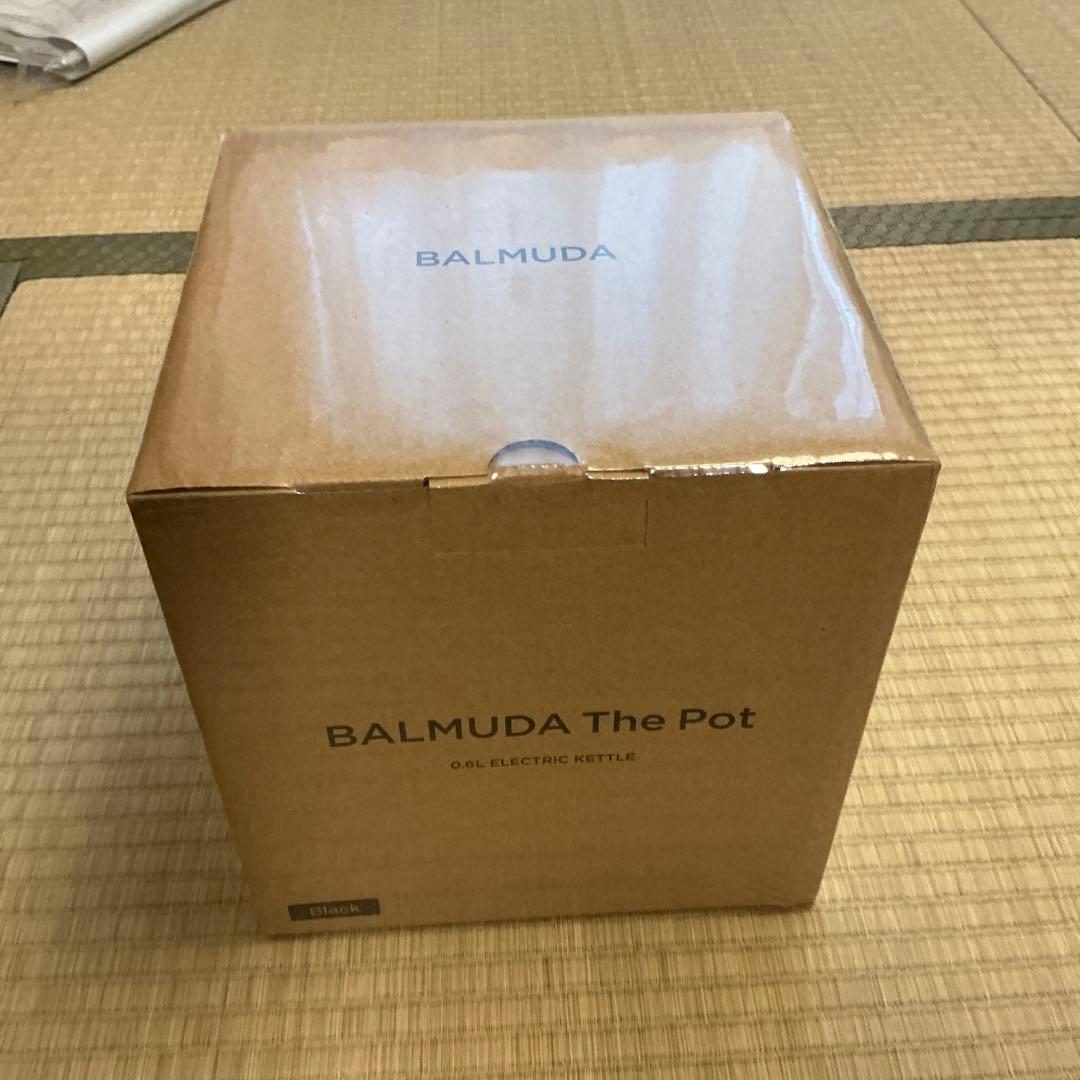 BALMUDA
BALMUDA The Pot
0.6L ELECTRIC KETTLE
Black